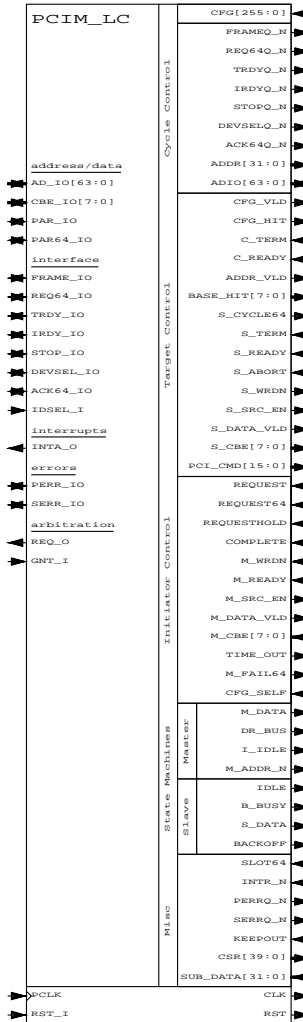 PCIM_LC
address/data
AD_IO[63:0]
CBE_IO[7:0]
PAR_IO
PAR64_IO
interface
FRAME_IO
REQ64_IO
TRDY_IO
IRDY_IO
STOP_IO
DEVSEL_IO
ACK64_IO
IDSEL_I
interrupts
INTA_O
errors
PERR_IO
SERR_IO
arbitration
REQ_O
GNT_I
PCLK
RST_I
Cycle Control
CFG[255:0]
FRAMEQ_N
REQ64Q_N
TRDYQ_N
IRDYQ_N
STOPQ_N
DEVSELQ_N
ACK64Q_N
ADDR[31:0]
ADIO[63:0]
Target Control
CFG_VLD
CFG_HIT
C_TERM
C_READY
ADDR_VLD
BASE_HIT[7:0]
S_CYCLE64
S_TERM
S_READY
S_ABORT
S_WRDN
S_SRC_EN
S_DATA_VLD
S_CBE[7:0]
PCI_CMD[15:0]
Initiator Control
REQUEST
REQUEST64
REQUESTHOLD
COMPLETE
M_WRDN
M_READY
M_SRC_EN
M_DATA_VLD
M_CBE[7:0]
TIME_OUT
M_FAIL64
CFG_SELF
State Machines
Master
M_DATA
DR_BUS
I_IDLE
M_ADDR_N
Slave
IDLE
B_BUSY
S_DATA
BACKOFF
Misc
SLOT64
INTR_N
PERRQ_N
SERRQ_N
KEEPOUT
CSR[39:0]
SUB_DATA[31:0]
CLK
RST